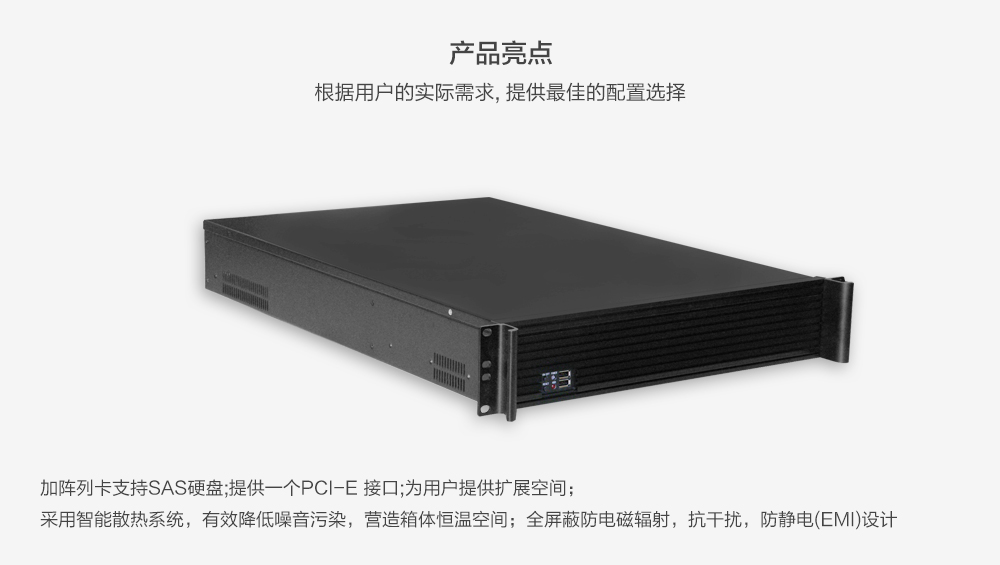 产品亮点
根据用户的实际需求, 提供最佳的配置选择
加阵列卡支持SAS硬盘;提供一个PCI-E 接口;为用户提供扩展空间；
采用智能散热系统，有效降低噪音污染，营造箱体恒温空间；全屏蔽防电磁辐射，抗干扰，防静电(EMI)设计